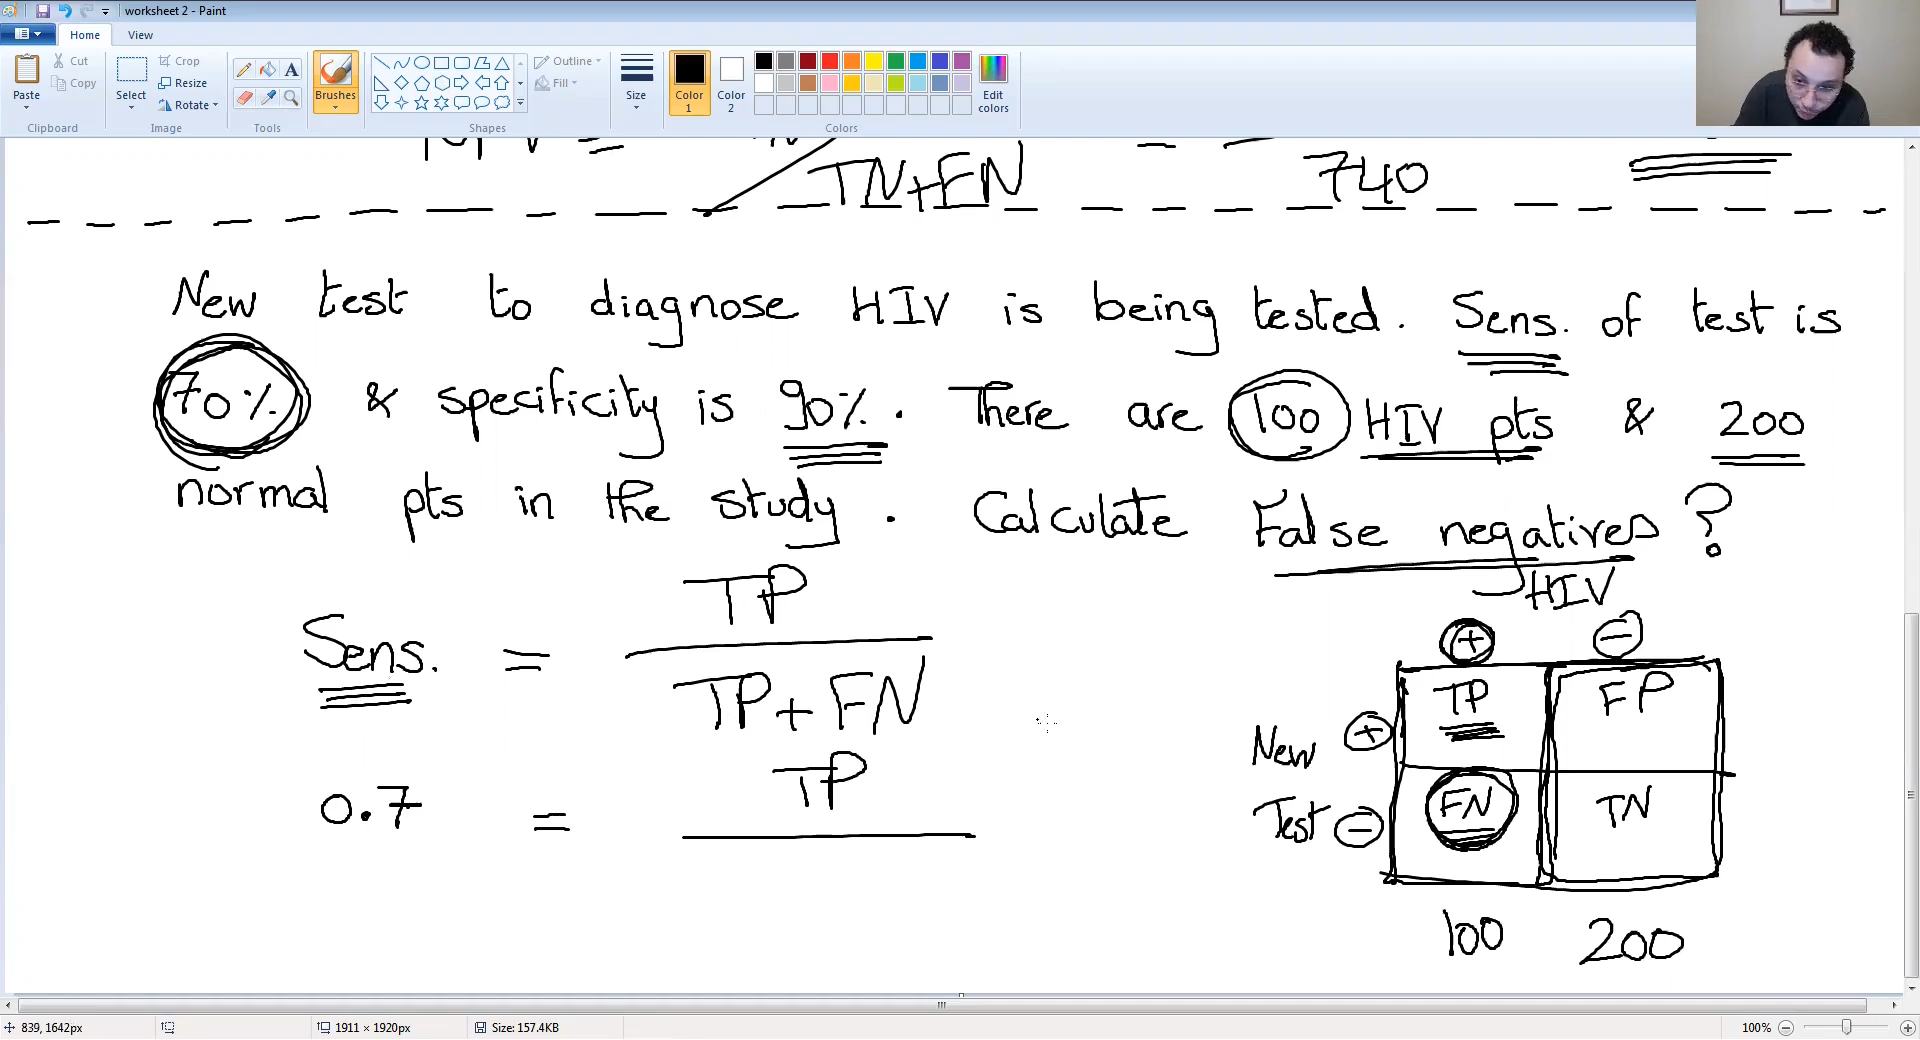 worksheet 2 - Paint
Home View
Paste Cut Copy Clipboard
Select Crop Resize Rotate Image
Tools
Brushes
Shapes Outline Fill
Size
Color 1 Color 2 Edit colors Colors
TN+FN = 740
New test to diagnose HIV is being tested. Sens. of test is
70% & specificity is 90%. There are 100 HIV pts & 200
normal pts in the study. Calculate False negatives?
HIV
+ −
Sens. = TP
TP + FN
0.7 = TP
New + TP FP
Test − FN TN
100 200
839, 1642px 1911 × 1920px Size: 157.4KB 100%